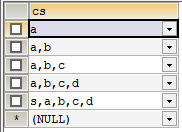 cs
a
a,b
a,b,c
a,b,c,d
s,a,b,c,d
* (NULL)